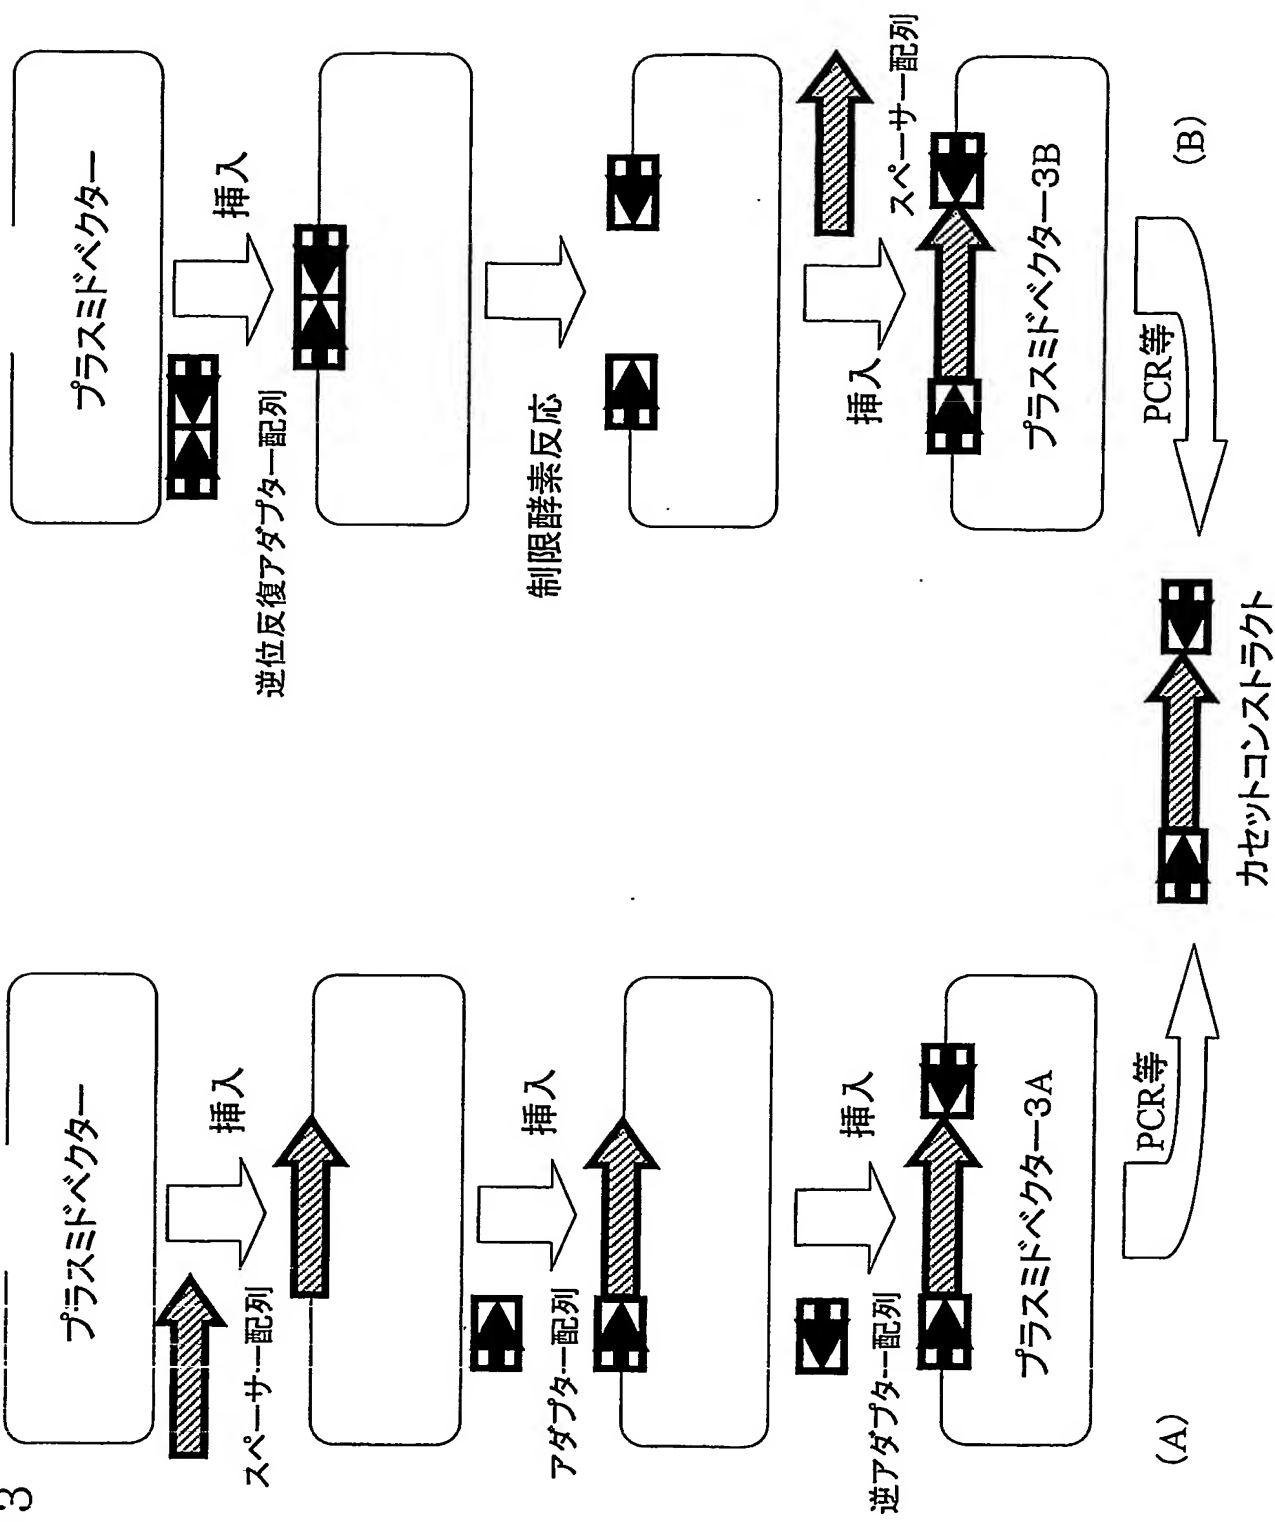 3
プラスミドベクター
スペーサー配列
挿入
アダプター配列
挿入
逆アダプター配列
挿入
プラスミドベクター3A
(A)
PCR等
プラスミドベクター
逆位反復アダプター配列
挿入
制限酵素反応
挿入
スペーサー配列
プラスミドベクター3B
(B)
PCR等
カセットコンストラクト